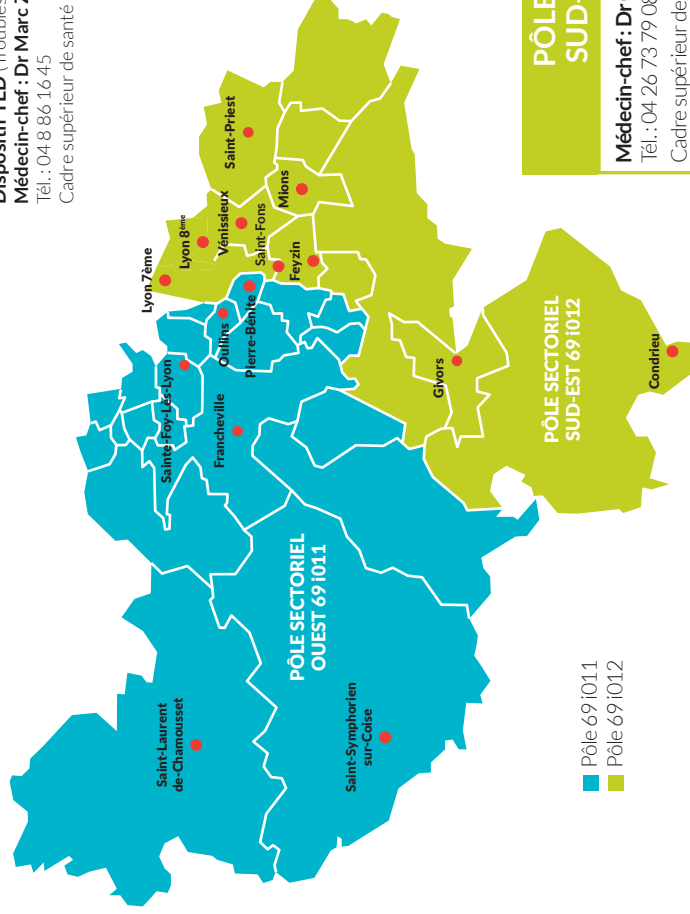 Médecin-chef : Dr Marc
Tél. : 04 8 86 16 45
Cadre supérieur de santé
Saint-Priest
Lyon 7ème
Lyon 8ème
Vénissieux
Saint-Fons
Mions
Feyzin
Sainte-Foy-Lès-Lyon
Oullins
Pierre-Bénite
Francheville
Givors
PÔLE SECTORIEL
OUEST 69i011
PÔLE SECTORIEL
SUD-EST 69i012
Condrieu
Saint-Laurent
de-Chamousset
Saint-Symphorien
sur-Coise
Pôle 69i011
Pôle 69i012
PÔLE
SUD-
Médecin-chef : Dr
Tél. : 04 26 73 79 08
Cadre supérieur de